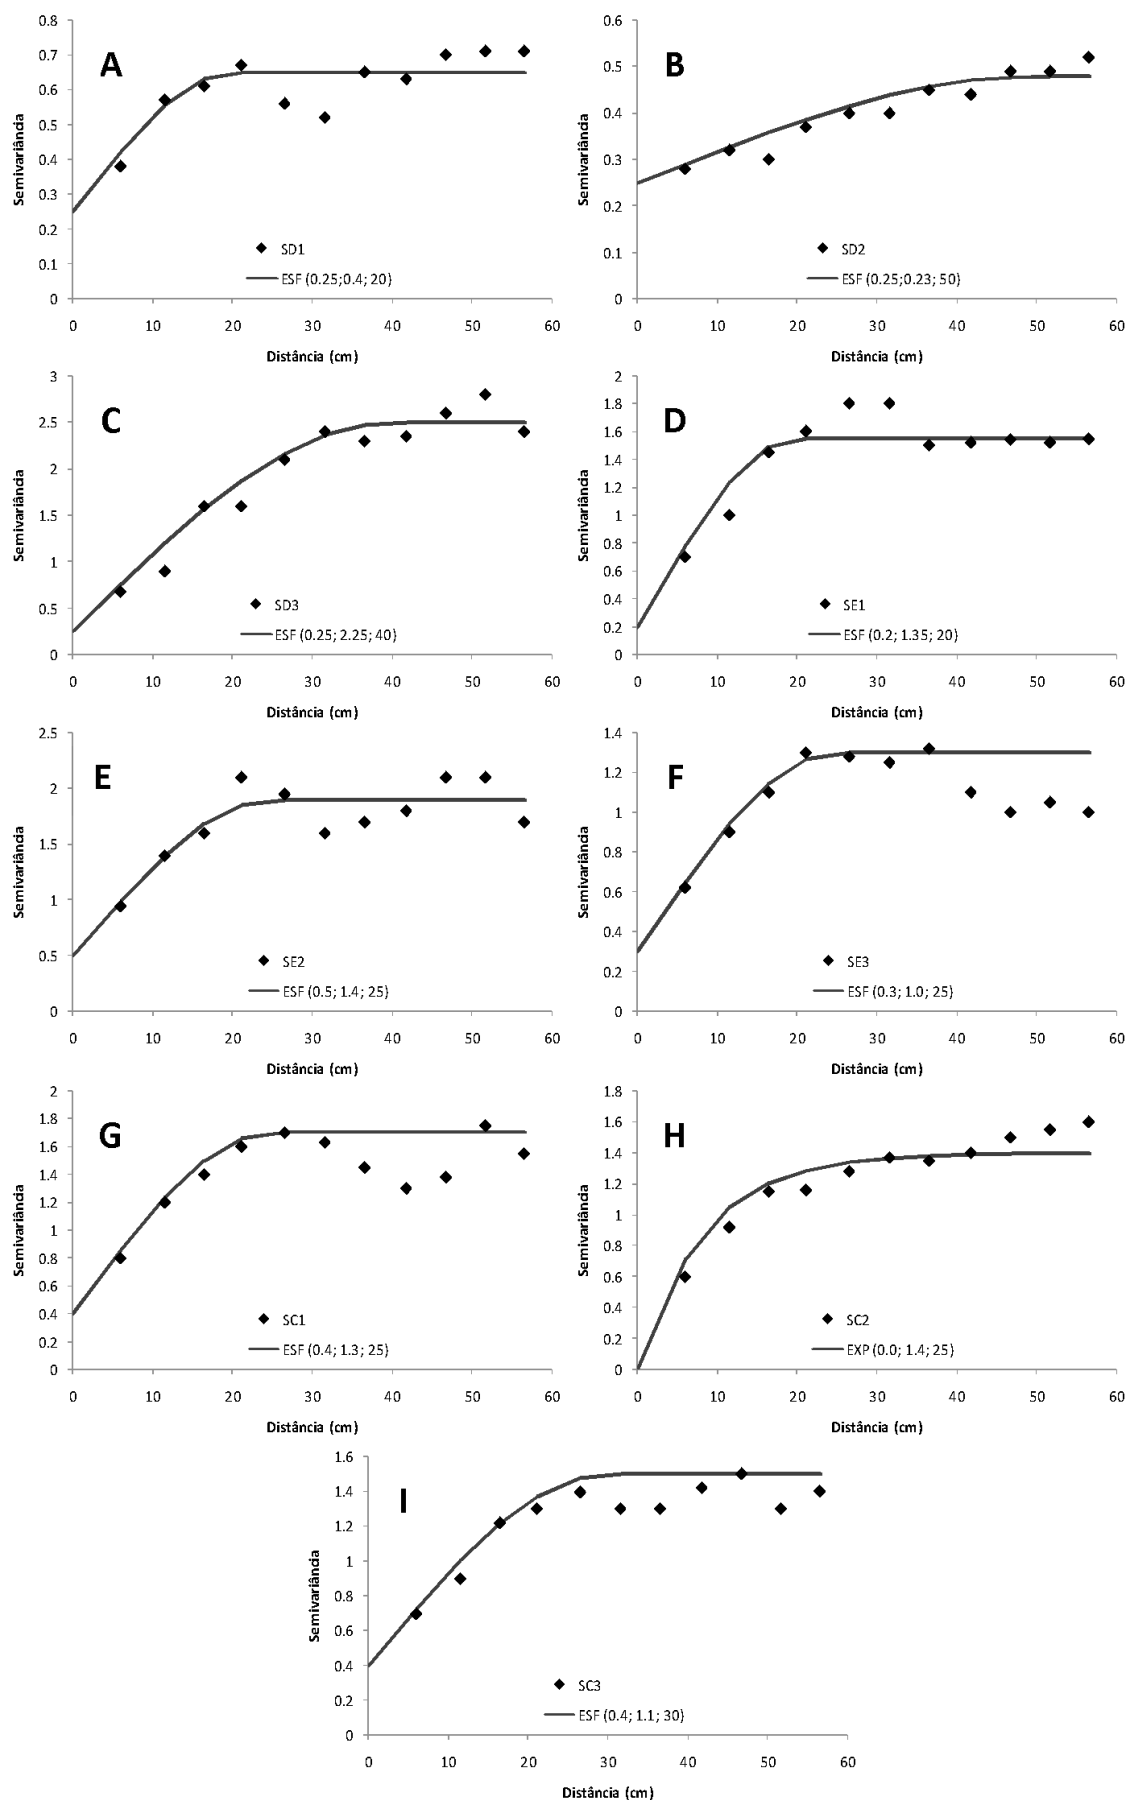 A
Semivariância
0.8
0.7
0.6
0.5
0.4
0.3
0.2
0.1
0
SD1
ESF (0.25;0.4; 20)
0 10 20 30 40 50 60
Distância (cm)
B
Semivariância
0.6
0.5
0.4
0.3
0.2
0.1
0
SD2
ESF (0.25;0.23; 50)
0 10 20 30 40 50 60
Distância (cm)
C
Semivariância
3
2.5
2
1.5
1
0.5
0
SD3
ESF (0.25; 2.25; 40)
0 10 20 30 40 50 60
Distância (cm)
D
Semivariância
2
1.8
1.6
1.4
1.2
1
0.8
0.6
0.4
0.2
0
SE1
ESF (0.2; 1.35; 20)
0 10 20 30 40 50 60
Distância (cm)
E
Semivariância
2.5
2
1.5
1
0.5
0
SE2
ESF (0.5; 1.4; 25)
0 10 20 30 40 50 60
Distância (cm)
F
Semivariância
1.4
1.2
1
0.8
0.6
0.4
0.2
0
SE3
ESF (0.3; 1.0; 25)
0 10 20 30 40 50 60
Distância (cm)
G
Semivariância
2
1.8
1.6
1.4
1.2
1
0.8
0.6
0.4
0.2
0
SC1
ESF (0.4; 1.3; 25)
0 10 20 30 40 50 60
Distância (cm)
H
Semivariância
1.8
1.6
1.4
1.2
1
0.8
0.6
0.4
0.2
0
SC2
EXP (0.0; 1.4; 25)
0 10 20 30 40 50 60
Distância (cm)
I
Semivariância
1.6
1.4
1.2
1
0.8
0.6
0.4
0.2
0
SC3
ESF (0.4; 1.1; 30)
0 10 20 30 40 50 60
Distância (cm)